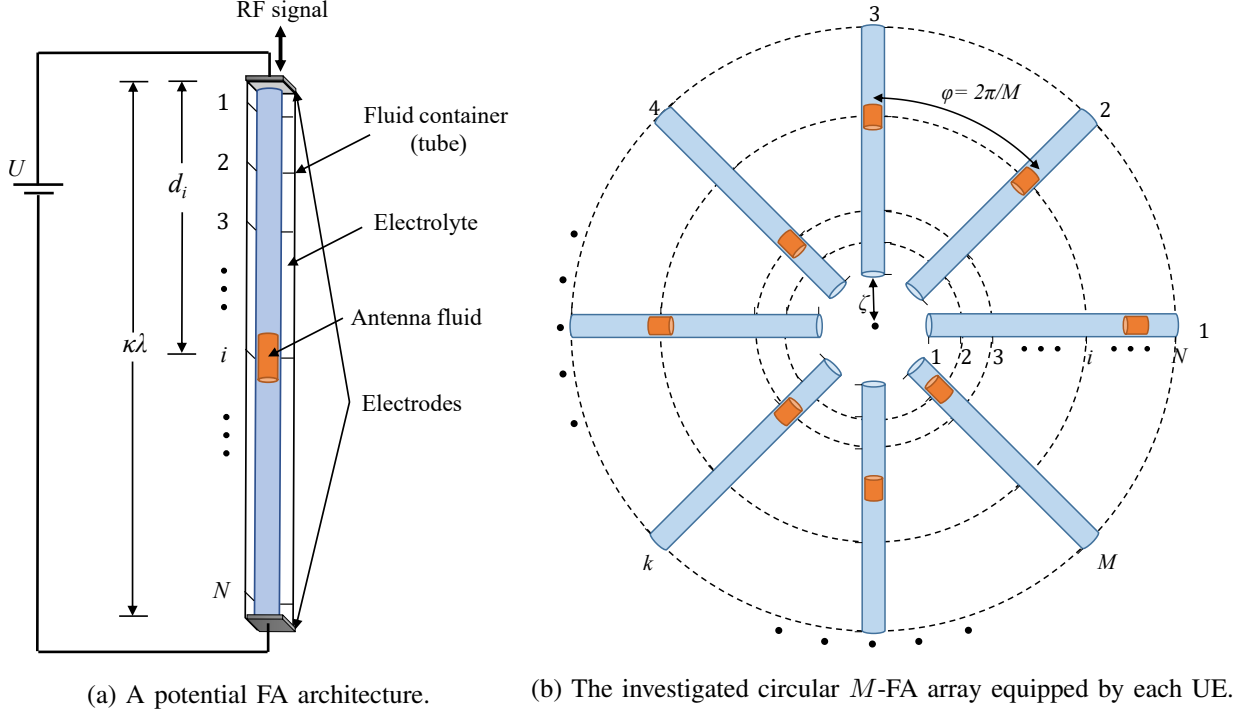 RF signal
U
κλ
d_i
1
2
3
i
N
Fluid container
(tube)
Electrolyte
Antenna fluid
Electrodes
(a) A potential FA architecture.
3
4
φ= 2π/M
2
ζ
1
1 2 3 i N
k
M
(b) The investigated circular M-FA array equipped by each UE.